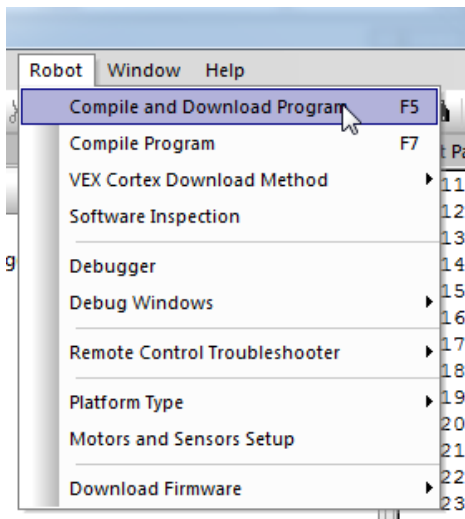 Robot Window Help
Compile and Download Program F5
Compile Program F7
VEX Cortex Download Method
Software Inspection
Debugger
Debug Windows
Remote Control Troubleshooter
Platform Type
Motors and Sensors Setup
Download Firmware
t Pa
11
12
13
14
15
16
17
18
19
20
21
22
23
g